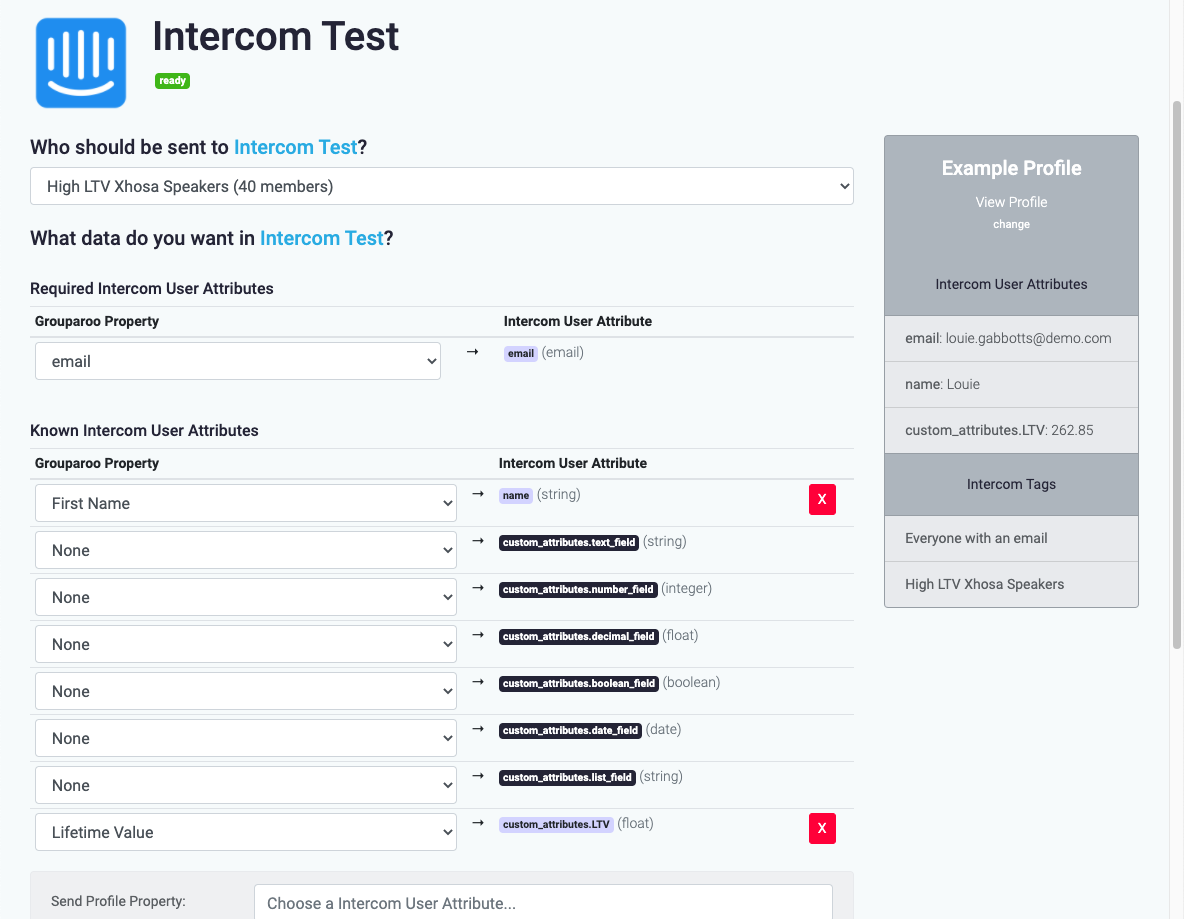 Intercom Test
ready
Who should be sent to Intercom Test?
High LTV Xhosa Speakers (40 members)
What data do you want in Intercom Test?
Required Intercom User Attributes
Grouparoo Property Intercom User Attribute
email → email (email)
Known Intercom User Attributes
Grouparoo Property Intercom User Attribute
First Name → name (string) X
None → custom_attributes.text_field (string)
None → custom_attributes.number_field (integer)
None → custom_attributes.decimal_field (float)
None → custom_attributes.boolean_field (boolean)
None → custom_attributes.date_field (date)
None → custom_attributes.list_field (string)
Lifetime Value → custom_attributes.LTV (float) X
Send Profile Property: Choose a Intercom User Attribute...
Example Profile
View Profile
change
Intercom User Attributes
email: louie.gabbotts@demo.com
name: Louie
custom_attributes.LTV: 262.85
Intercom Tags
Everyone with an email
High LTV Xhosa Speakers